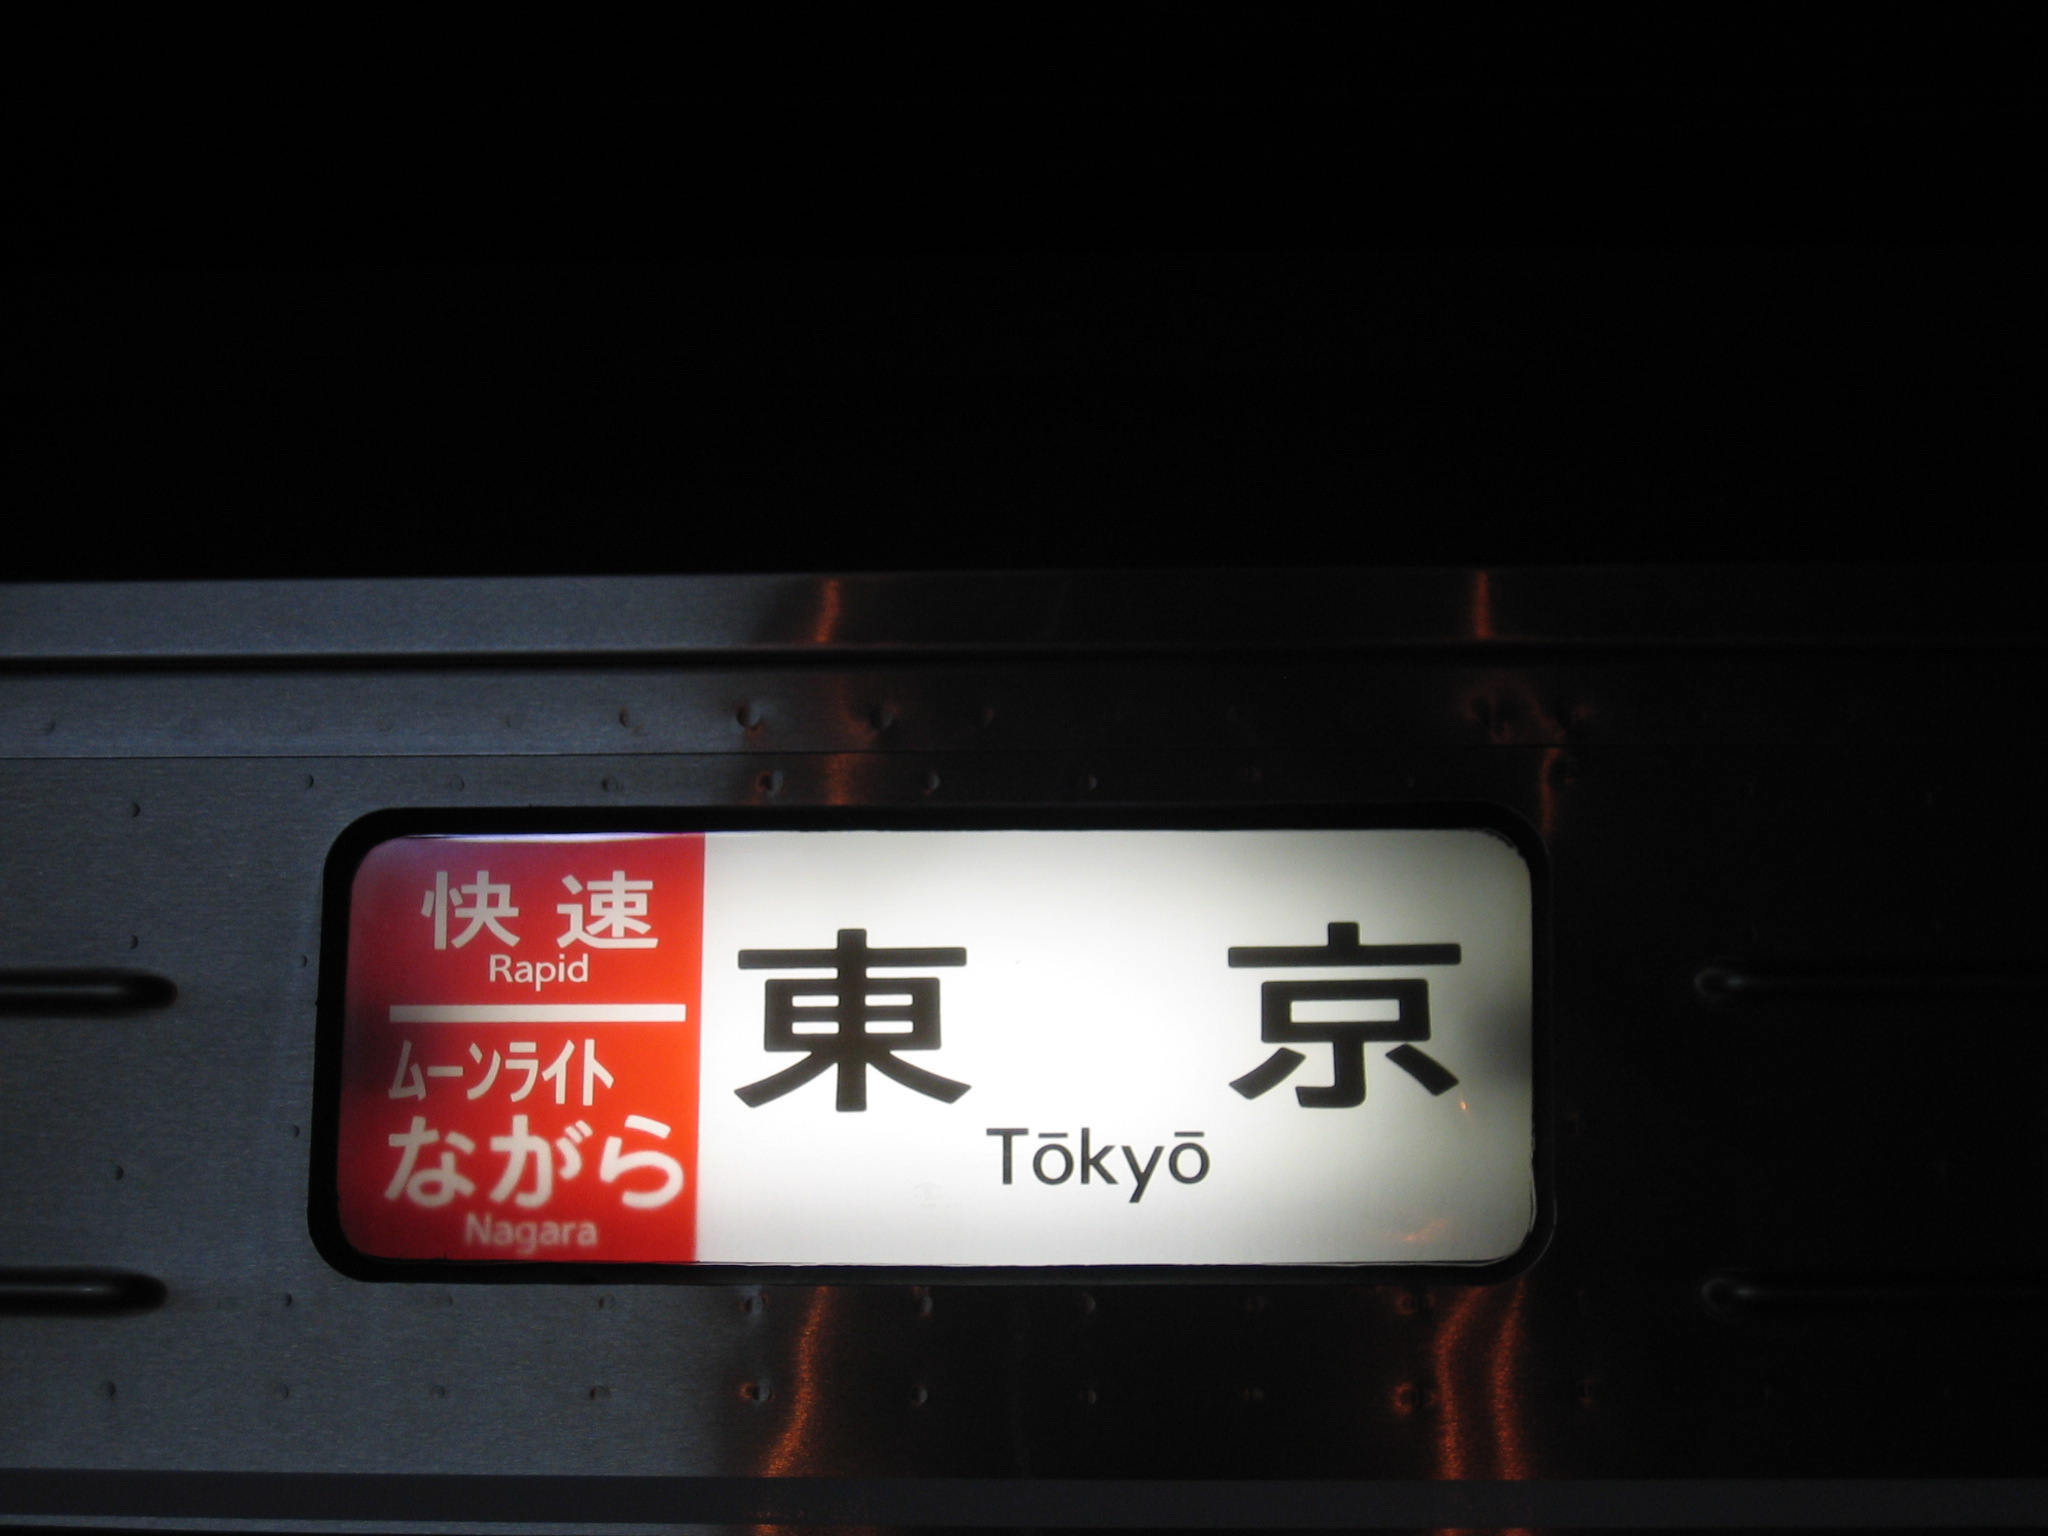 快速
Rapid
ムーンライト
ながら
Nagara
東京
Tōkyō